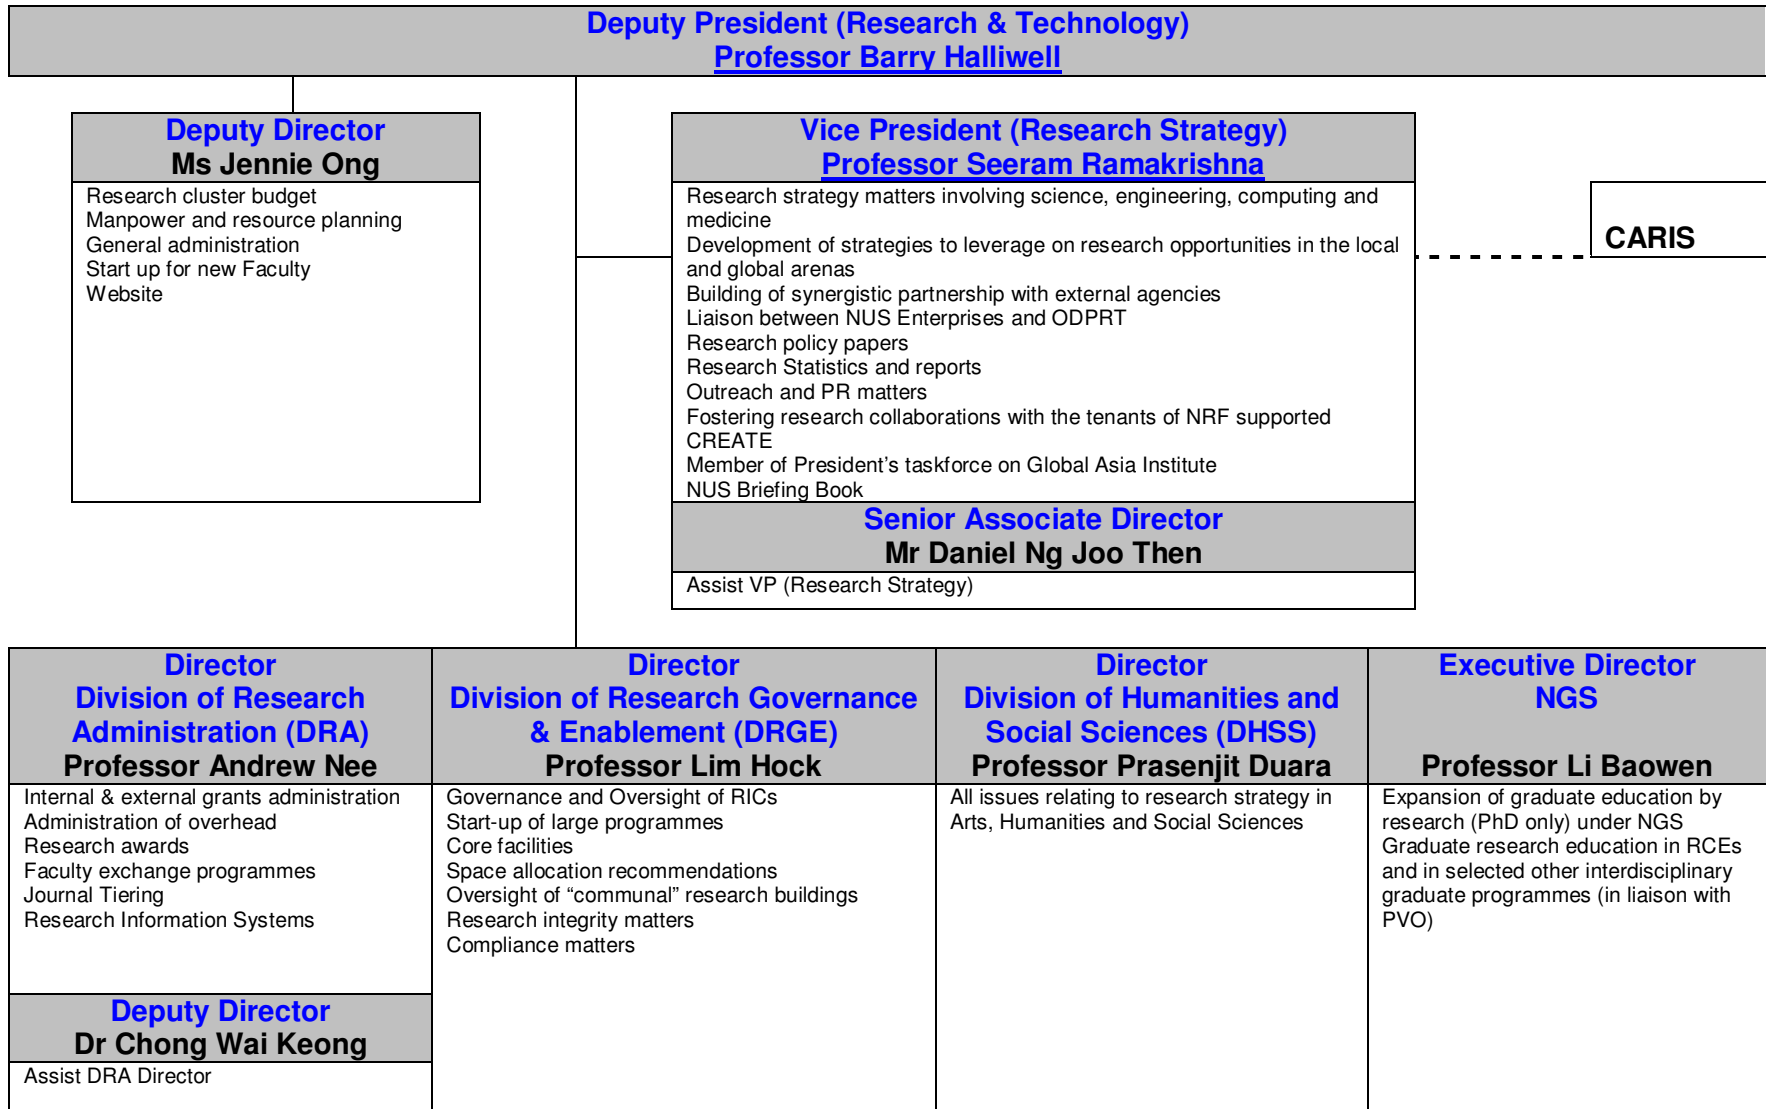 Deputy President (Research & Technology)
Professor Barry Halliwell
Deputy Director
Ms Jennie Ong
Research cluster budget
Manpower and resource planning
General administration
Start up for new Faculty
Website
Vice President (Research Strategy)
Professor Seeram Ramakrishna
Research strategy matters involving science, engineering, computing and
medicine
Development of strategies to leverage on research opportunities in the local
and global arenas
Building of synergistic partnership with external agencies
Liaison between NUS Enterprises and ODPRT
Research policy papers
Research Statistics and reports
Outreach and PR matters
Fostering research collaborations with the tenants of NRF supported
CREATE
Member of President’s taskforce on Global Asia Institute
NUS Briefing Book
Senior Associate Director
Mr Daniel Ng Joo Then
Assist VP (Research Strategy)
CARIS
Director
Division of Research
Administration (DRA)
Professor Andrew Nee
Internal & external grants administration
Administration of overhead
Research awards
Faculty exchange programmes
Journal Tiering
Research Information Systems
Deputy Director
Dr Chong Wai Keong
Assist DRA Director
Director
Division of Research Governance
& Enablement (DRGE)
Professor Lim Hock
Governance and Oversight of RICs
Start-up of large programmes
Core facilities
Space allocation recommendations
Oversight of “communal” research buildings
Research integrity matters
Compliance matters
Director
Division of Humanities and
Social Sciences (DHSS)
Professor Prasenjit Duara
All issues relating to research strategy in
Arts, Humanities and Social Sciences
Executive Director
NGS
Professor Li Baowen
Expansion of graduate education by
research (PhD only) under NGS
Graduate research education in RCEs
and in selected other interdisciplinary
graduate programmes (in liaison with
PVO)